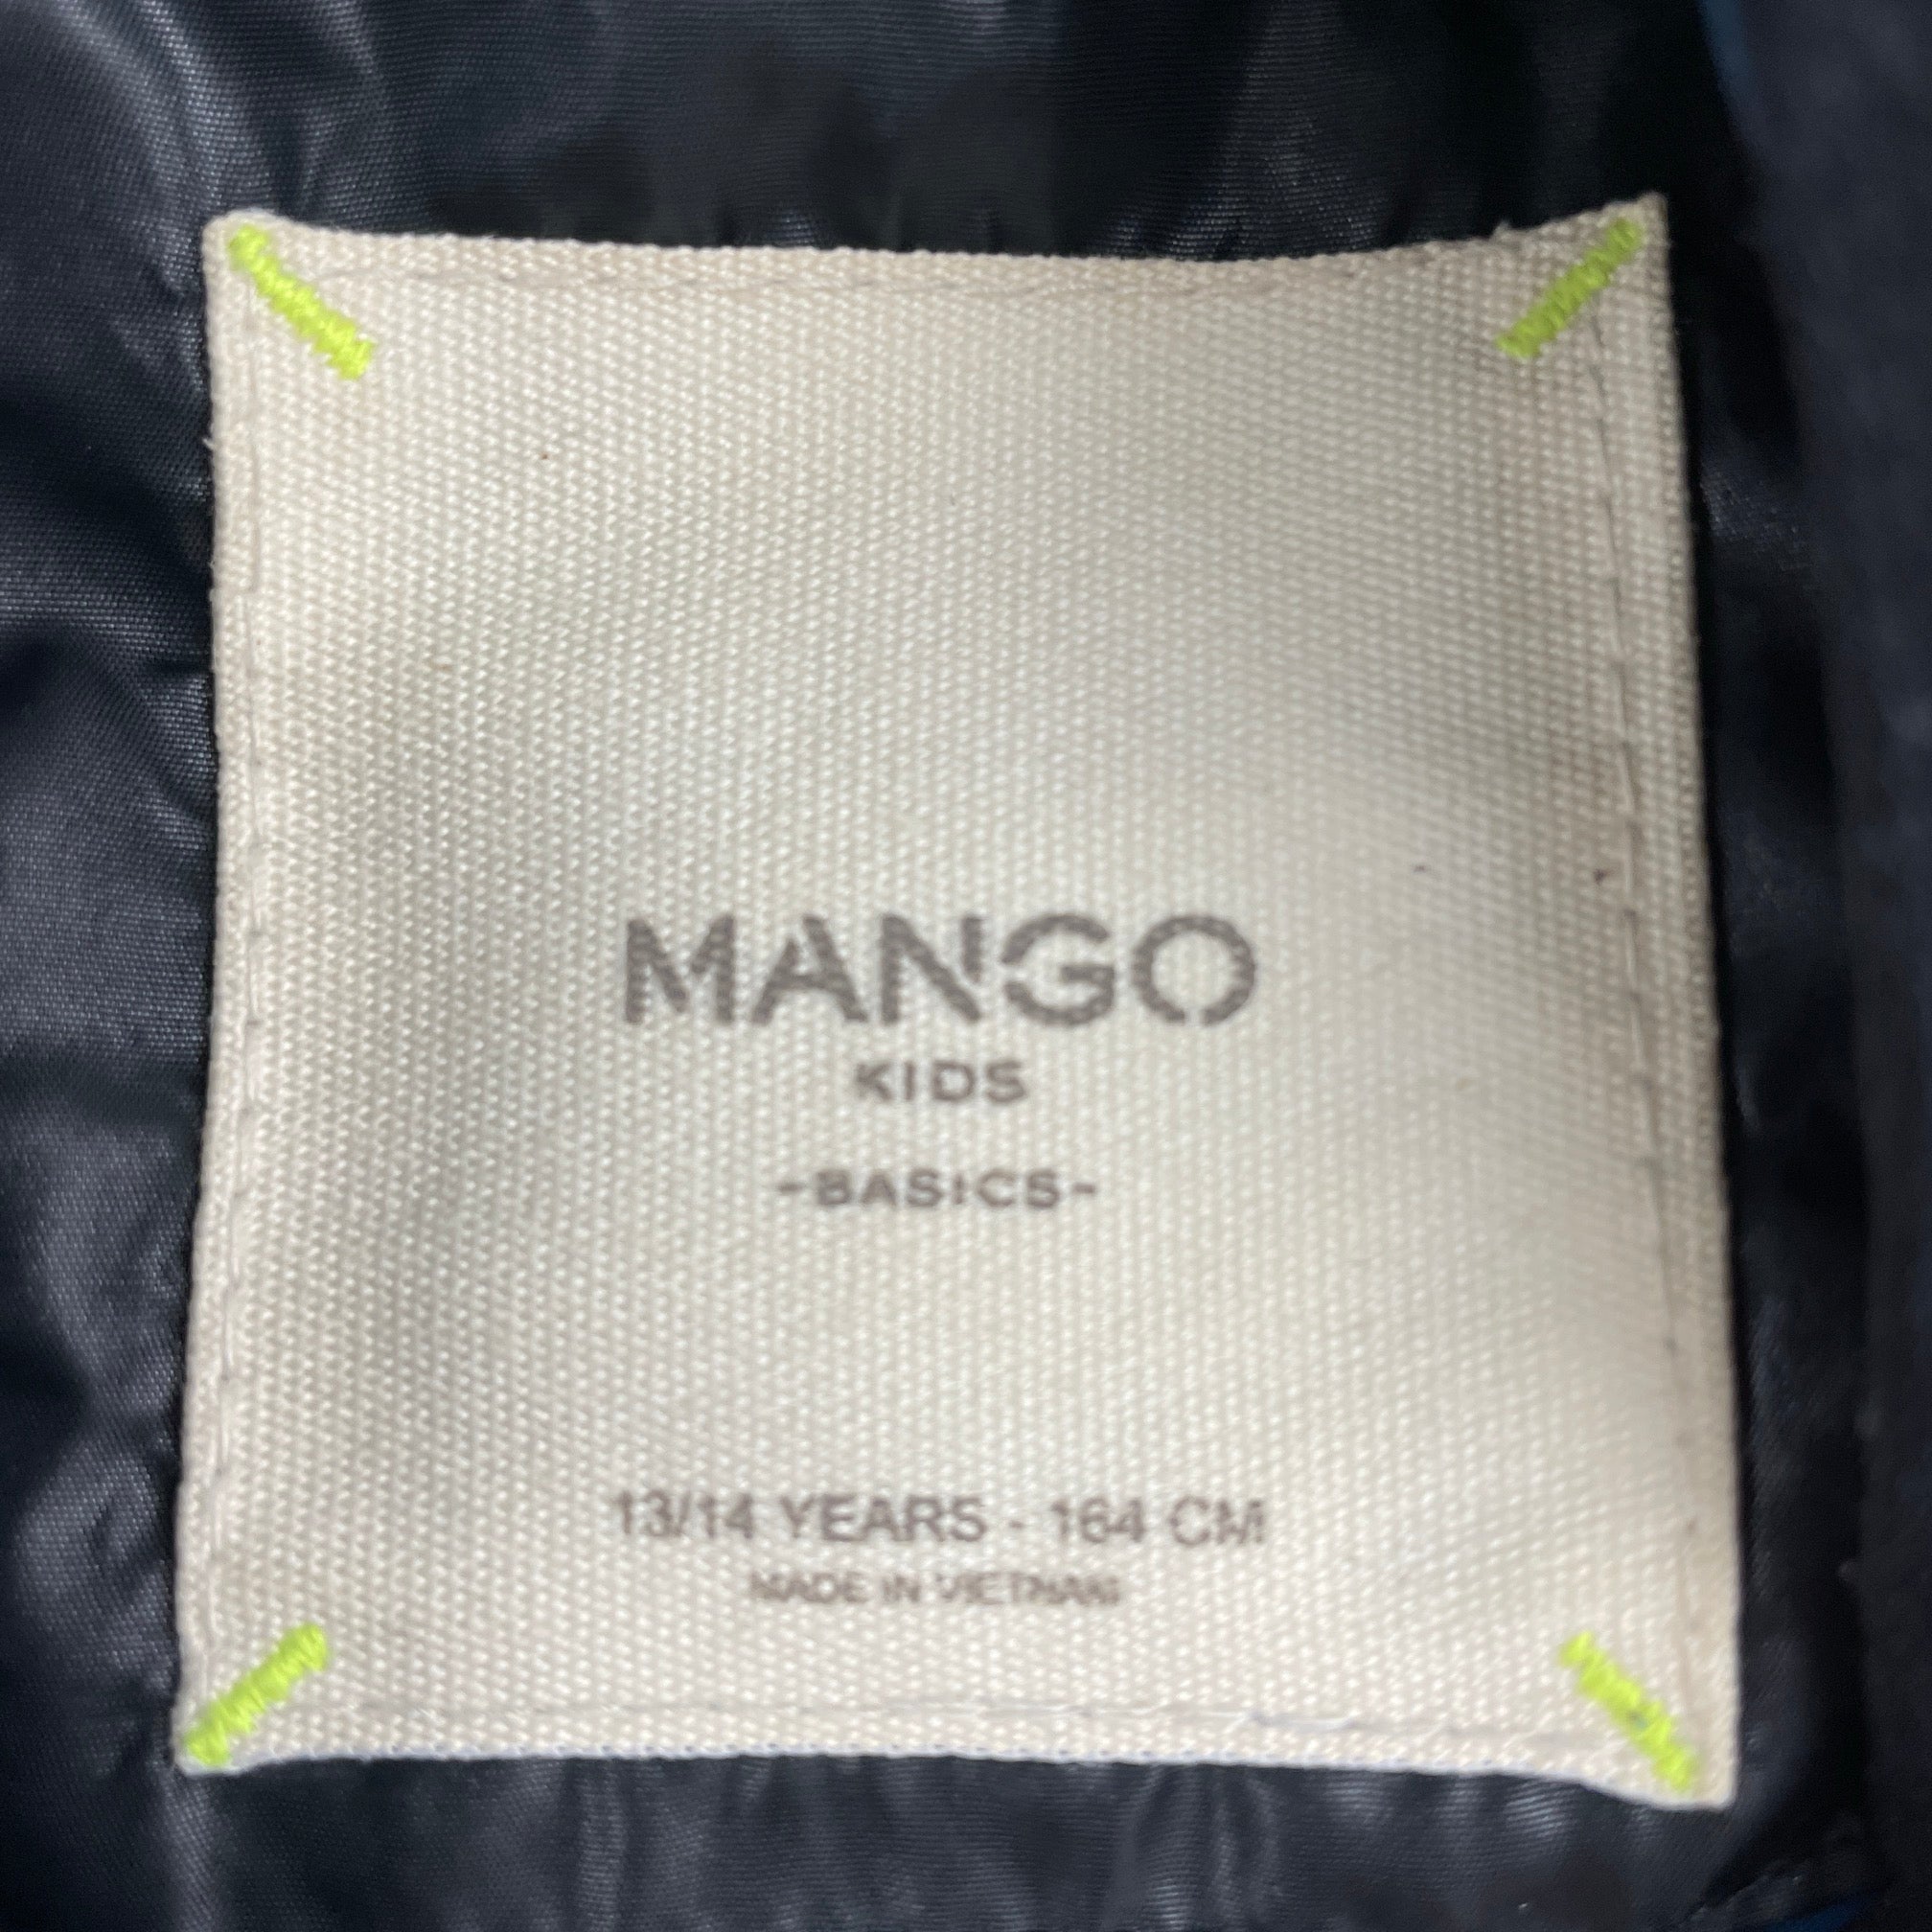 MANGO
KIDS
-BASICS-
13/14 YEARS - 164 CM
MADE IN VIETNAM